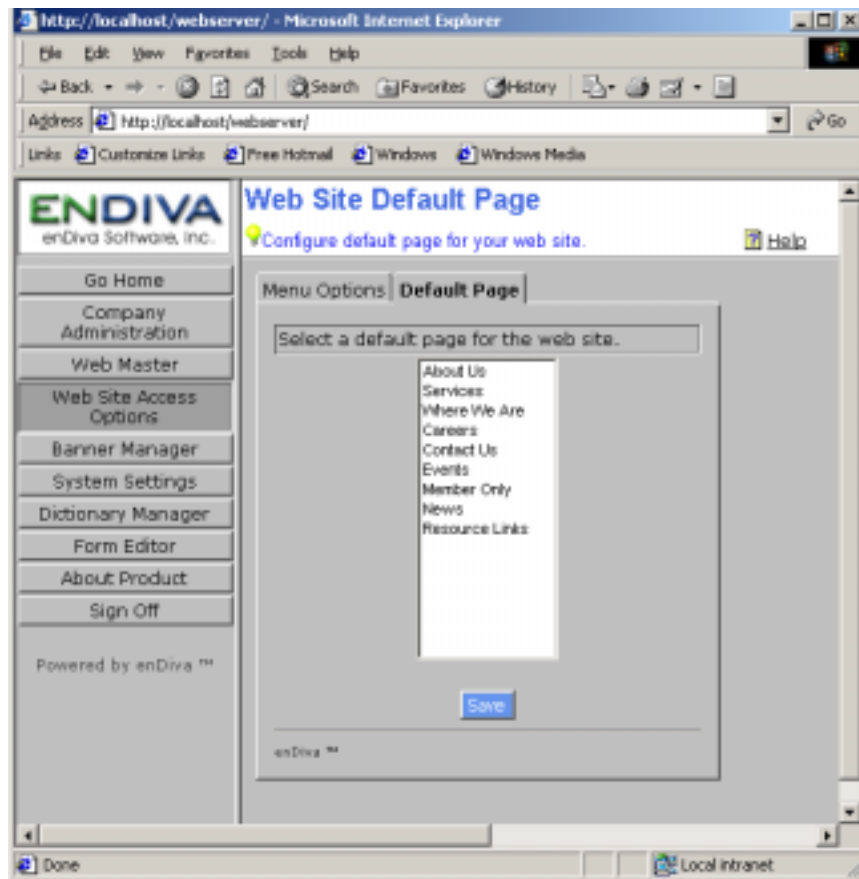 http://localhost/webserver/ - Microsoft Internet Explorer
File Edit View Favorites Tools Help
Back Search Favorites History
Address http://localhost/webserver/ Go
Links Customize Links Free Hotmail Windows Windows Media
ENDIVA
enDiva Software, Inc.
Web Site Default Page
Configure default page for your web site. Help
Go Home
Company
Administration
Web Master
Web Site Access
Options
Banner Manager
System Settings
Dictionary Manager
Form Editor
About Product
Sign Off
Powered by enDiva ™
Menu Options Default Page
Select a default page for the web site.
About Us
Services
Where We Are
Careers
Contact Us
Events
Member Only
News
Resource Links
Save
enDiva ™
Done Local intranet